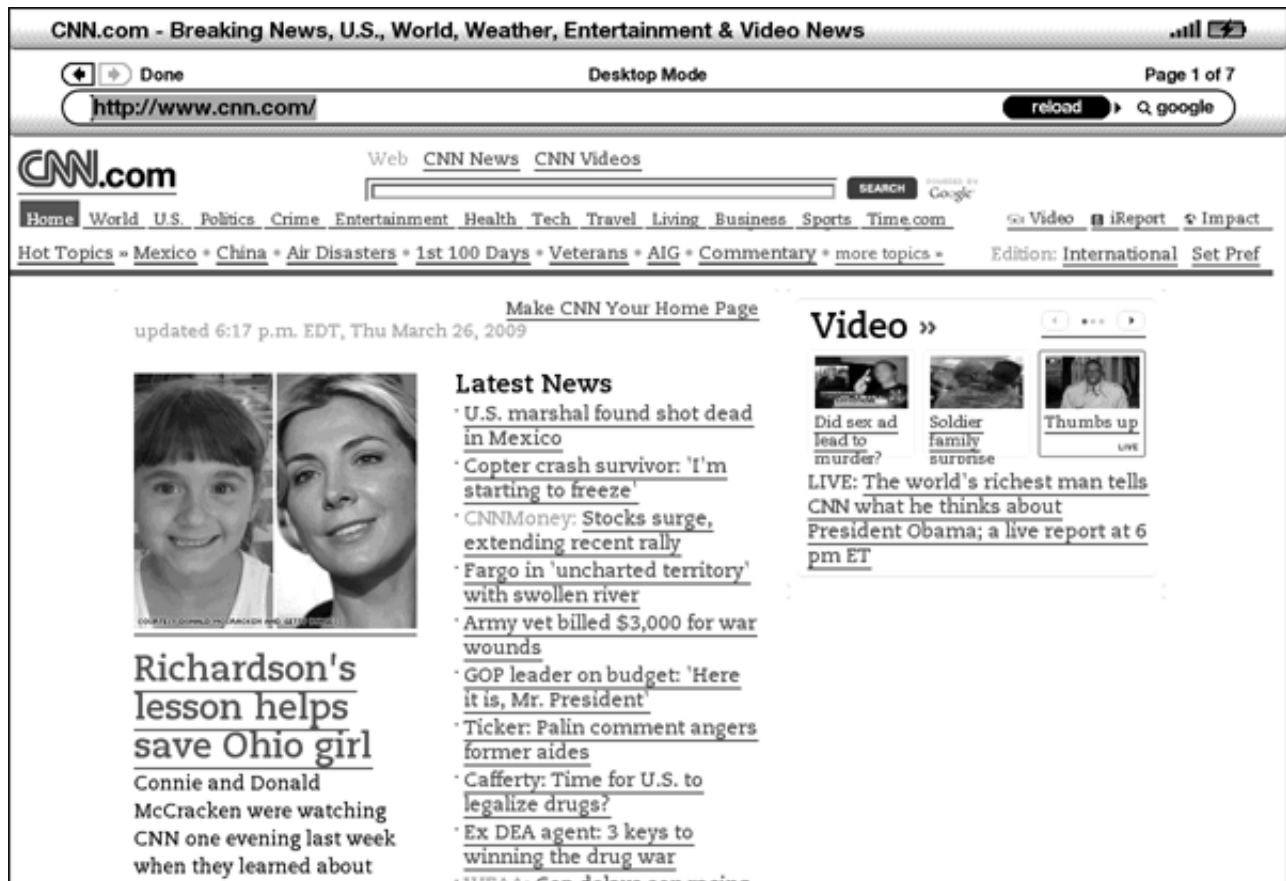 CNN.com - Breaking News, U.S., World, Weather, Entertainment & Video News
Done Desktop Mode Page 1 of 7
http://www.cnn.com/ reload google
CNN.com
Web CNN News CNN Videos
SEARCH POWERED BY Google
Home World U.S. Politics Crime Entertainment Health Tech Travel Living Business Sports Time.com Video iReport Impact
Hot Topics » Mexico • China • Air Disasters • 1st 100 Days • Veterans • AIG • Commentary • more topics » Edition: International Set Pref
Make CNN Your Home Page
updated 6:17 p.m. EDT, Thu March 26, 2009
COURTESY DONALD MCCRACKEN AND GETTY IMAGES
Richardson's
lesson helps
save Ohio girl
Connie and Donald
McCracken were watching
CNN one evening last week
when they learned about
Latest News
U.S. marshal found shot dead
in Mexico
Copter crash survivor: 'I'm
starting to freeze'
CNNMoney: Stocks surge,
extending recent rally
Fargo in 'uncharted territory'
with swollen river
Army vet billed $3,000 for war
wounds
GOP leader on budget: 'Here
it is, Mr. President'
Ticker: Palin comment angers
former aides
Cafferty: Time for U.S. to
legalize drugs?
Ex DEA agent: 3 keys to
winning the drug war
Video »
Did sex ad
lead to
murder?
Soldier
family
surprise
Thumbs up
LIVE
LIVE: The world's richest man tells
CNN what he thinks about
President Obama; a live report at 6
pm ET